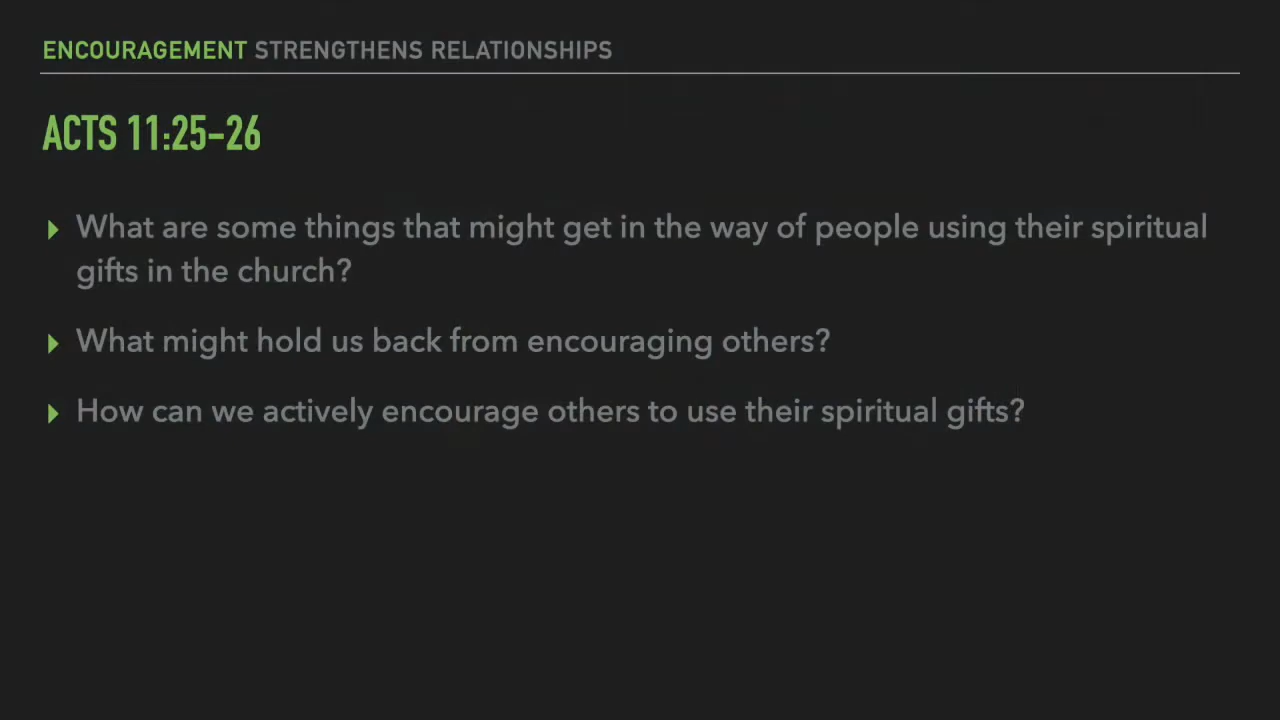 ENCOURAGEMENT STRENGTHENS RELATIONSHIPS
ACTS 11:25-26
What are some things that might get in the way of people using their spiritual
gifts in the church?
What might hold us back from encouraging others?
How can we actively encourage others to use their spiritual gifts?